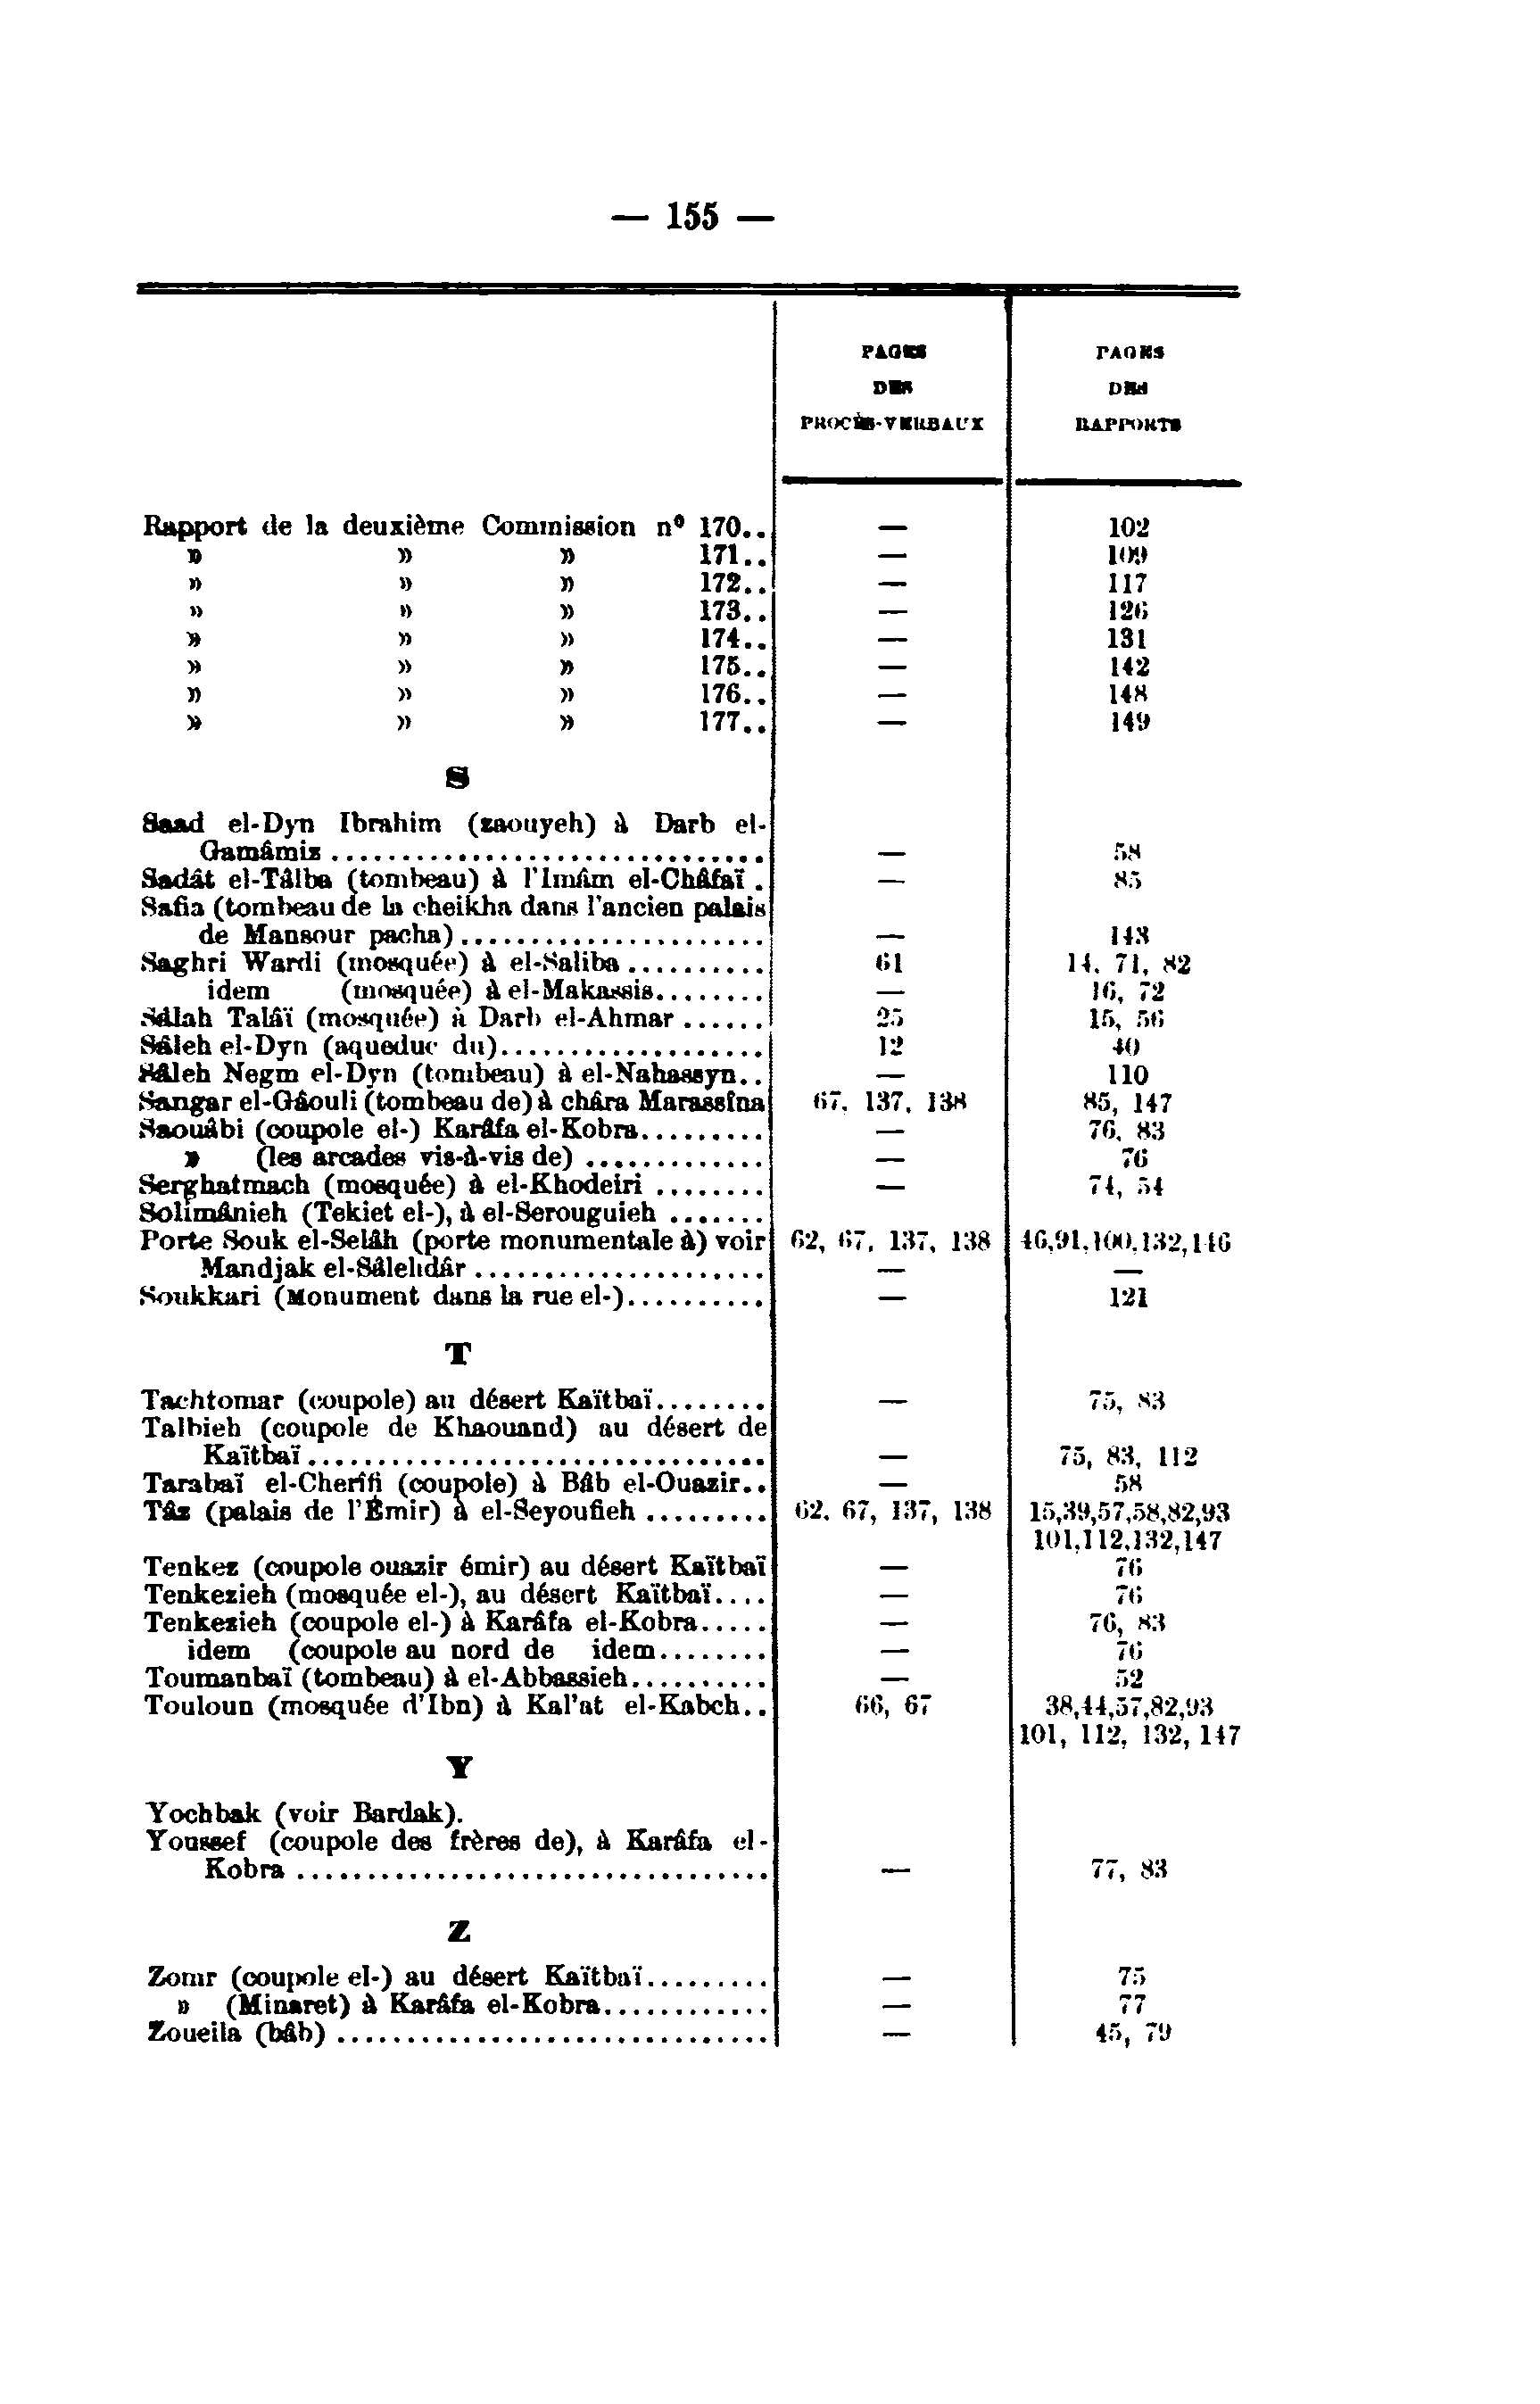 — 155 —
PAGES PAGES
DES DES
PROCÈS-VERBAUX RAPPORTS
Rapport de la deuxième Commission n° 170.. — 102
» » » 171.. — 109
» » » 172.. — 117
» » » 173.. — 126
» » » 174.. — 131
» » » 175.. — 142
» » » 176.. — 148
» » » 177.. — 149
S
Saad el-Dyn Ibrahim (zaouyeh) à Darb el-
Gamâmiz .............................. — 58
Sadât el-Tâlba (tombeau) à l'Imâm el-Châfaï . — 85
Safia (tombeau de la cheikha dans l'ancien palais
de Mansour pacha) ...................... — 143
Saghri Wardi (mosquée) à el-Saliba .......... 61 14, 71, 82
idem (mosquée) à el-Makassis........ — 16, 72
Sâlah Talâï (mosquée) à Darb el-Ahmar ...... 25 15, 56
Sâleh el-Dyn (aqueduc du)................... 12 40
Sâleh Negm el-Dyn (tombeau) à el-Nahassyn.. — 110
Sangar el-Gâouli (tombeau de) à châra Marassîna 67, 137, 138 85, 147
Saouâbi (coupole el-) Karâfa el-Kobra......... — 76, 83
» (les arcades vis-à-vis de) ............. — 76
Serghatmach (mosquée) à el-Khodeiri ........ — 74, 54
Solimânieh (Tekiet el-), à el-Serouguieh .......
Porte Souk el-Selâh (porte monumentale à) voir 62, 67, 137, 138 46,91,100,132,146
Mandjak el-Sâlehdâr ..................... — —
Soukkari (Monument dans la rue el-).......... — 121
T
Tachtomar (coupole) au désert Kaïtbaï........ — 75, 83
Talbieh (coupole de Khaouand) au désert de
Kaïtbaï ................................. — 75, 83, 112
Tarabaï el-Cherîfi (coupole) à Bâb el-Ouazir.. — 58
Tâz (palais de l'Émir) à el-Seyoufieh ......... 62, 67, 137, 138 15,39,57,58,82,93
101,112,132,147
Tenkez (coupole ouazir émir) au désert Kaïtbaï — 76
Tenkezieh (mosquée el-), au désert Kaïtbaï.... — 76
Tenkezieh (coupole el-) à Karâfa el-Kobra..... — 76, 83
idem (coupole au nord de idem........ — 76
Toumanbaï (tombeau) à el-Abbassieh.......... — 52
Touloun (mosquée d'Ibn) à Kal'at el-Kabch.. 66, 67 38,44,57,82,93
101, 112, 132, 147
Y
Yochbak (voir Bardak).
Youssef (coupole des frères de), à Karâfa el-
Kobra .................................. — 77, 83
Z
Zomr (coupole el-) au désert Kaïtbaï......... — 75
» (Minaret) à Karâfa el-Kobra............ — 77
Zoueila (bâb) ............................... — 45, 79